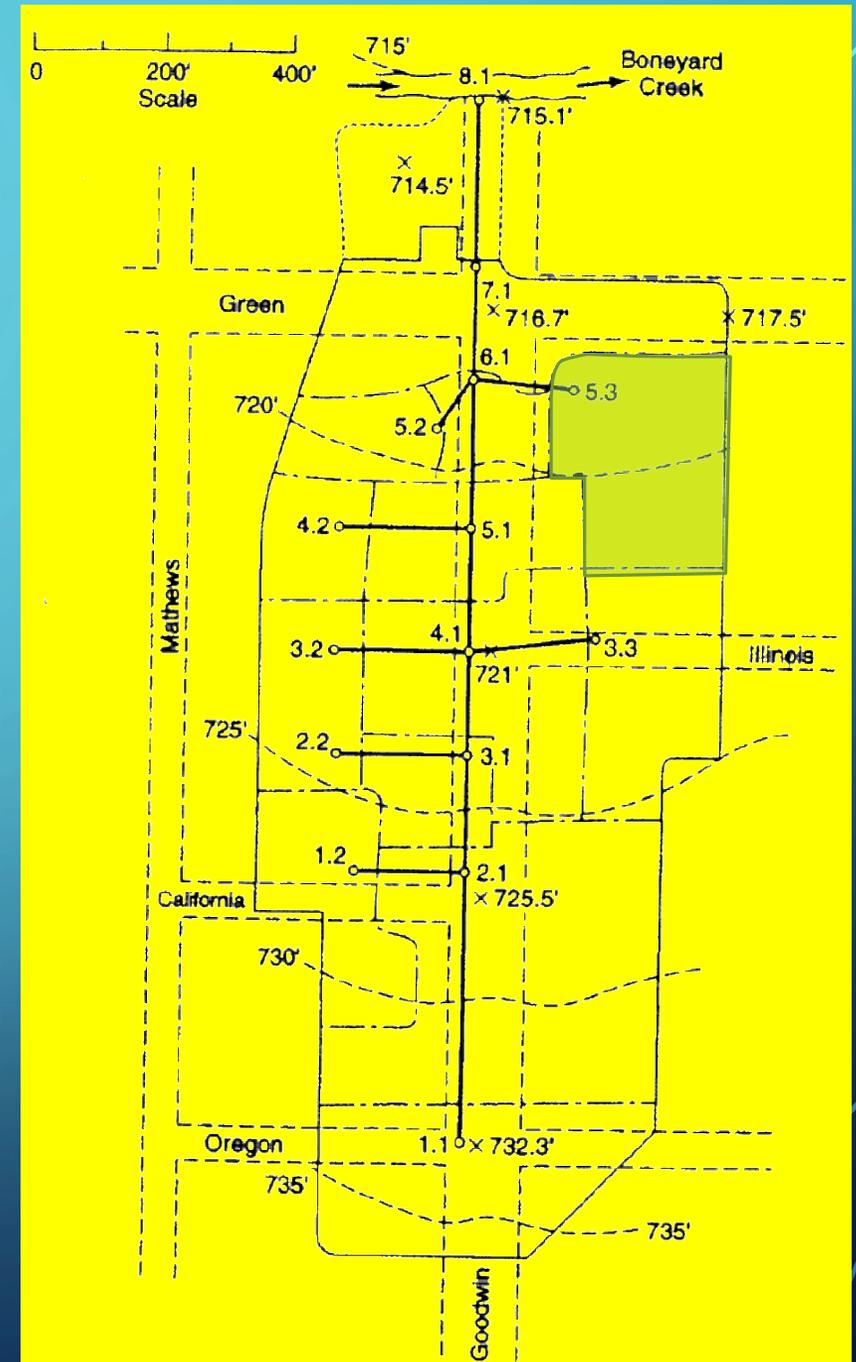 715'
8.1
Boneyard
Creek
0 200' 400'
Scale
715.1'
714.5'
7.1
Green
716.7'
717.5'
6.1
5.3
720'
5.2
4.2
5.1
Mathews
4.1
3.2
3.3
721'
Illinois
725'
2.2
3.1
1.2
2.1
California
725.5'
730'
Oregon
1.1
732.3'
735'
735'
Goodwin